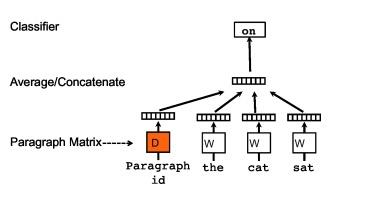 Classifier
on
Average/Concatenate
Paragraph Matrix----->
D
W
W
W
Paragraph
id
the
cat
sat